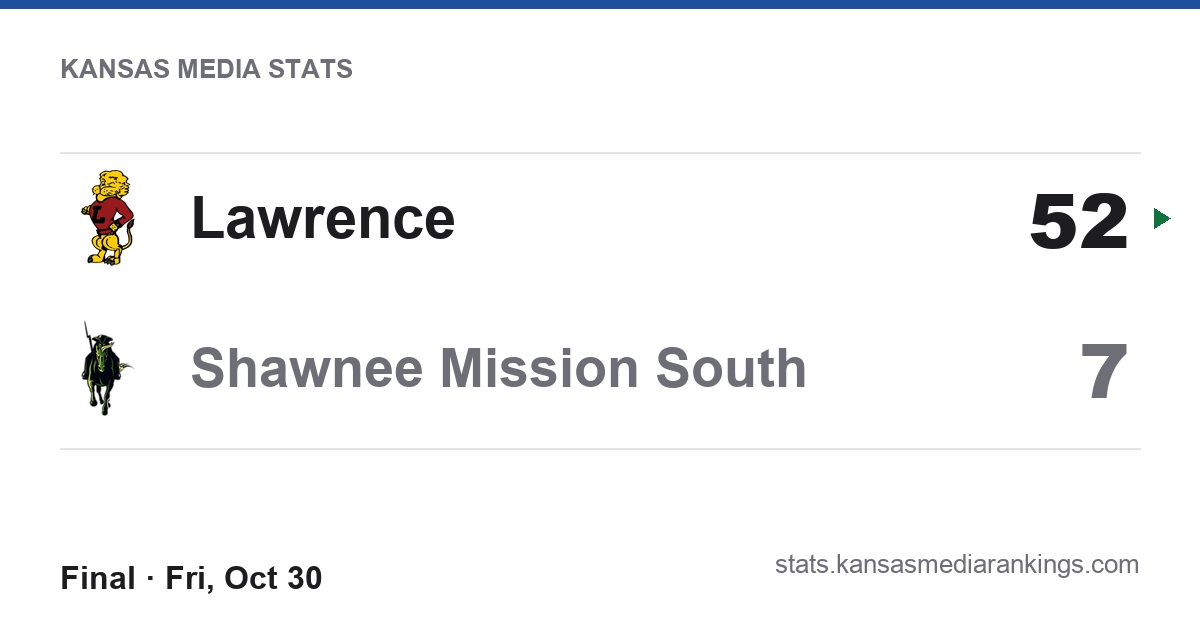 KANSAS MEDIA STATS
Lawrence 52
Shawnee Mission South 7
Final · Fri, Oct 30
stats.kansasmediarankings.com